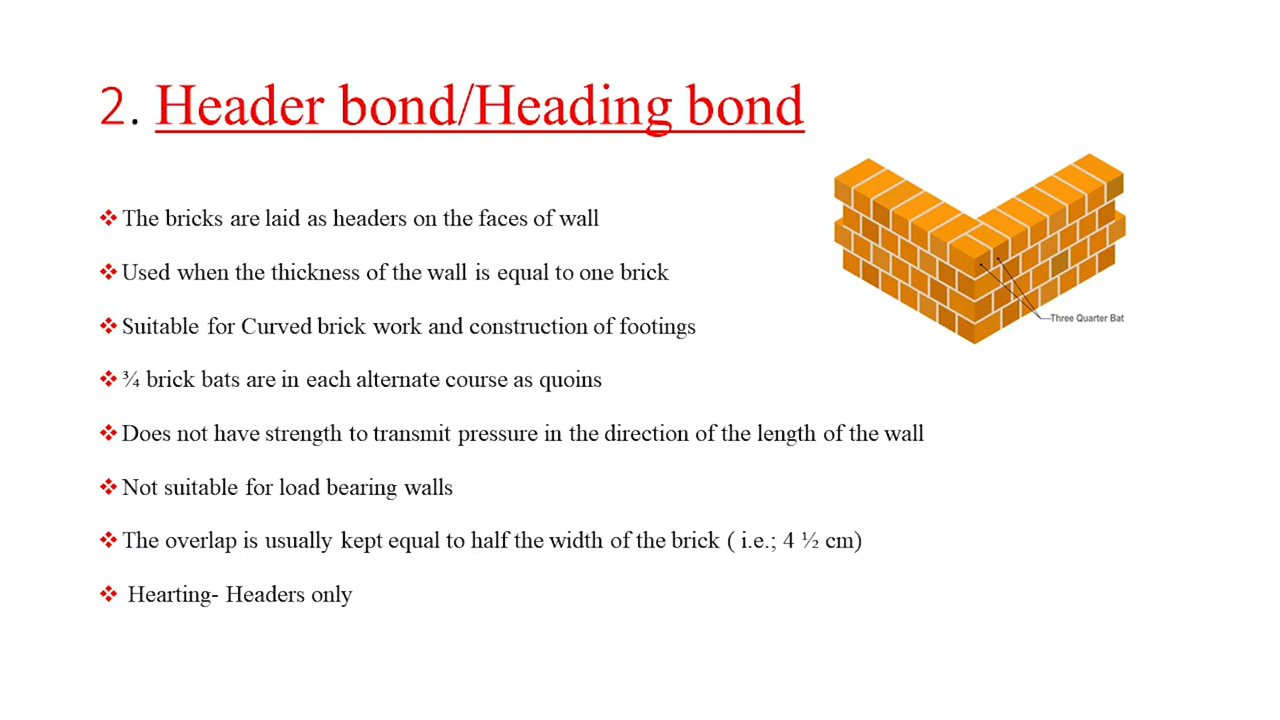 2. Header bond/Heading bond
❖ The bricks are laid as headers on the faces of wall
❖ Used when the thickness of the wall is equal to one brick
❖ Suitable for Curved brick work and construction of footings
❖ ¾ brick bats are in each alternate course as quoins
❖ Does not have strength to transmit pressure in the direction of the length of the wall
❖ Not suitable for load bearing walls
❖ The overlap is usually kept equal to half the width of the brick ( i.e.; 4 ½ cm)
❖ Hearting- Headers only
Three Quarter Bat